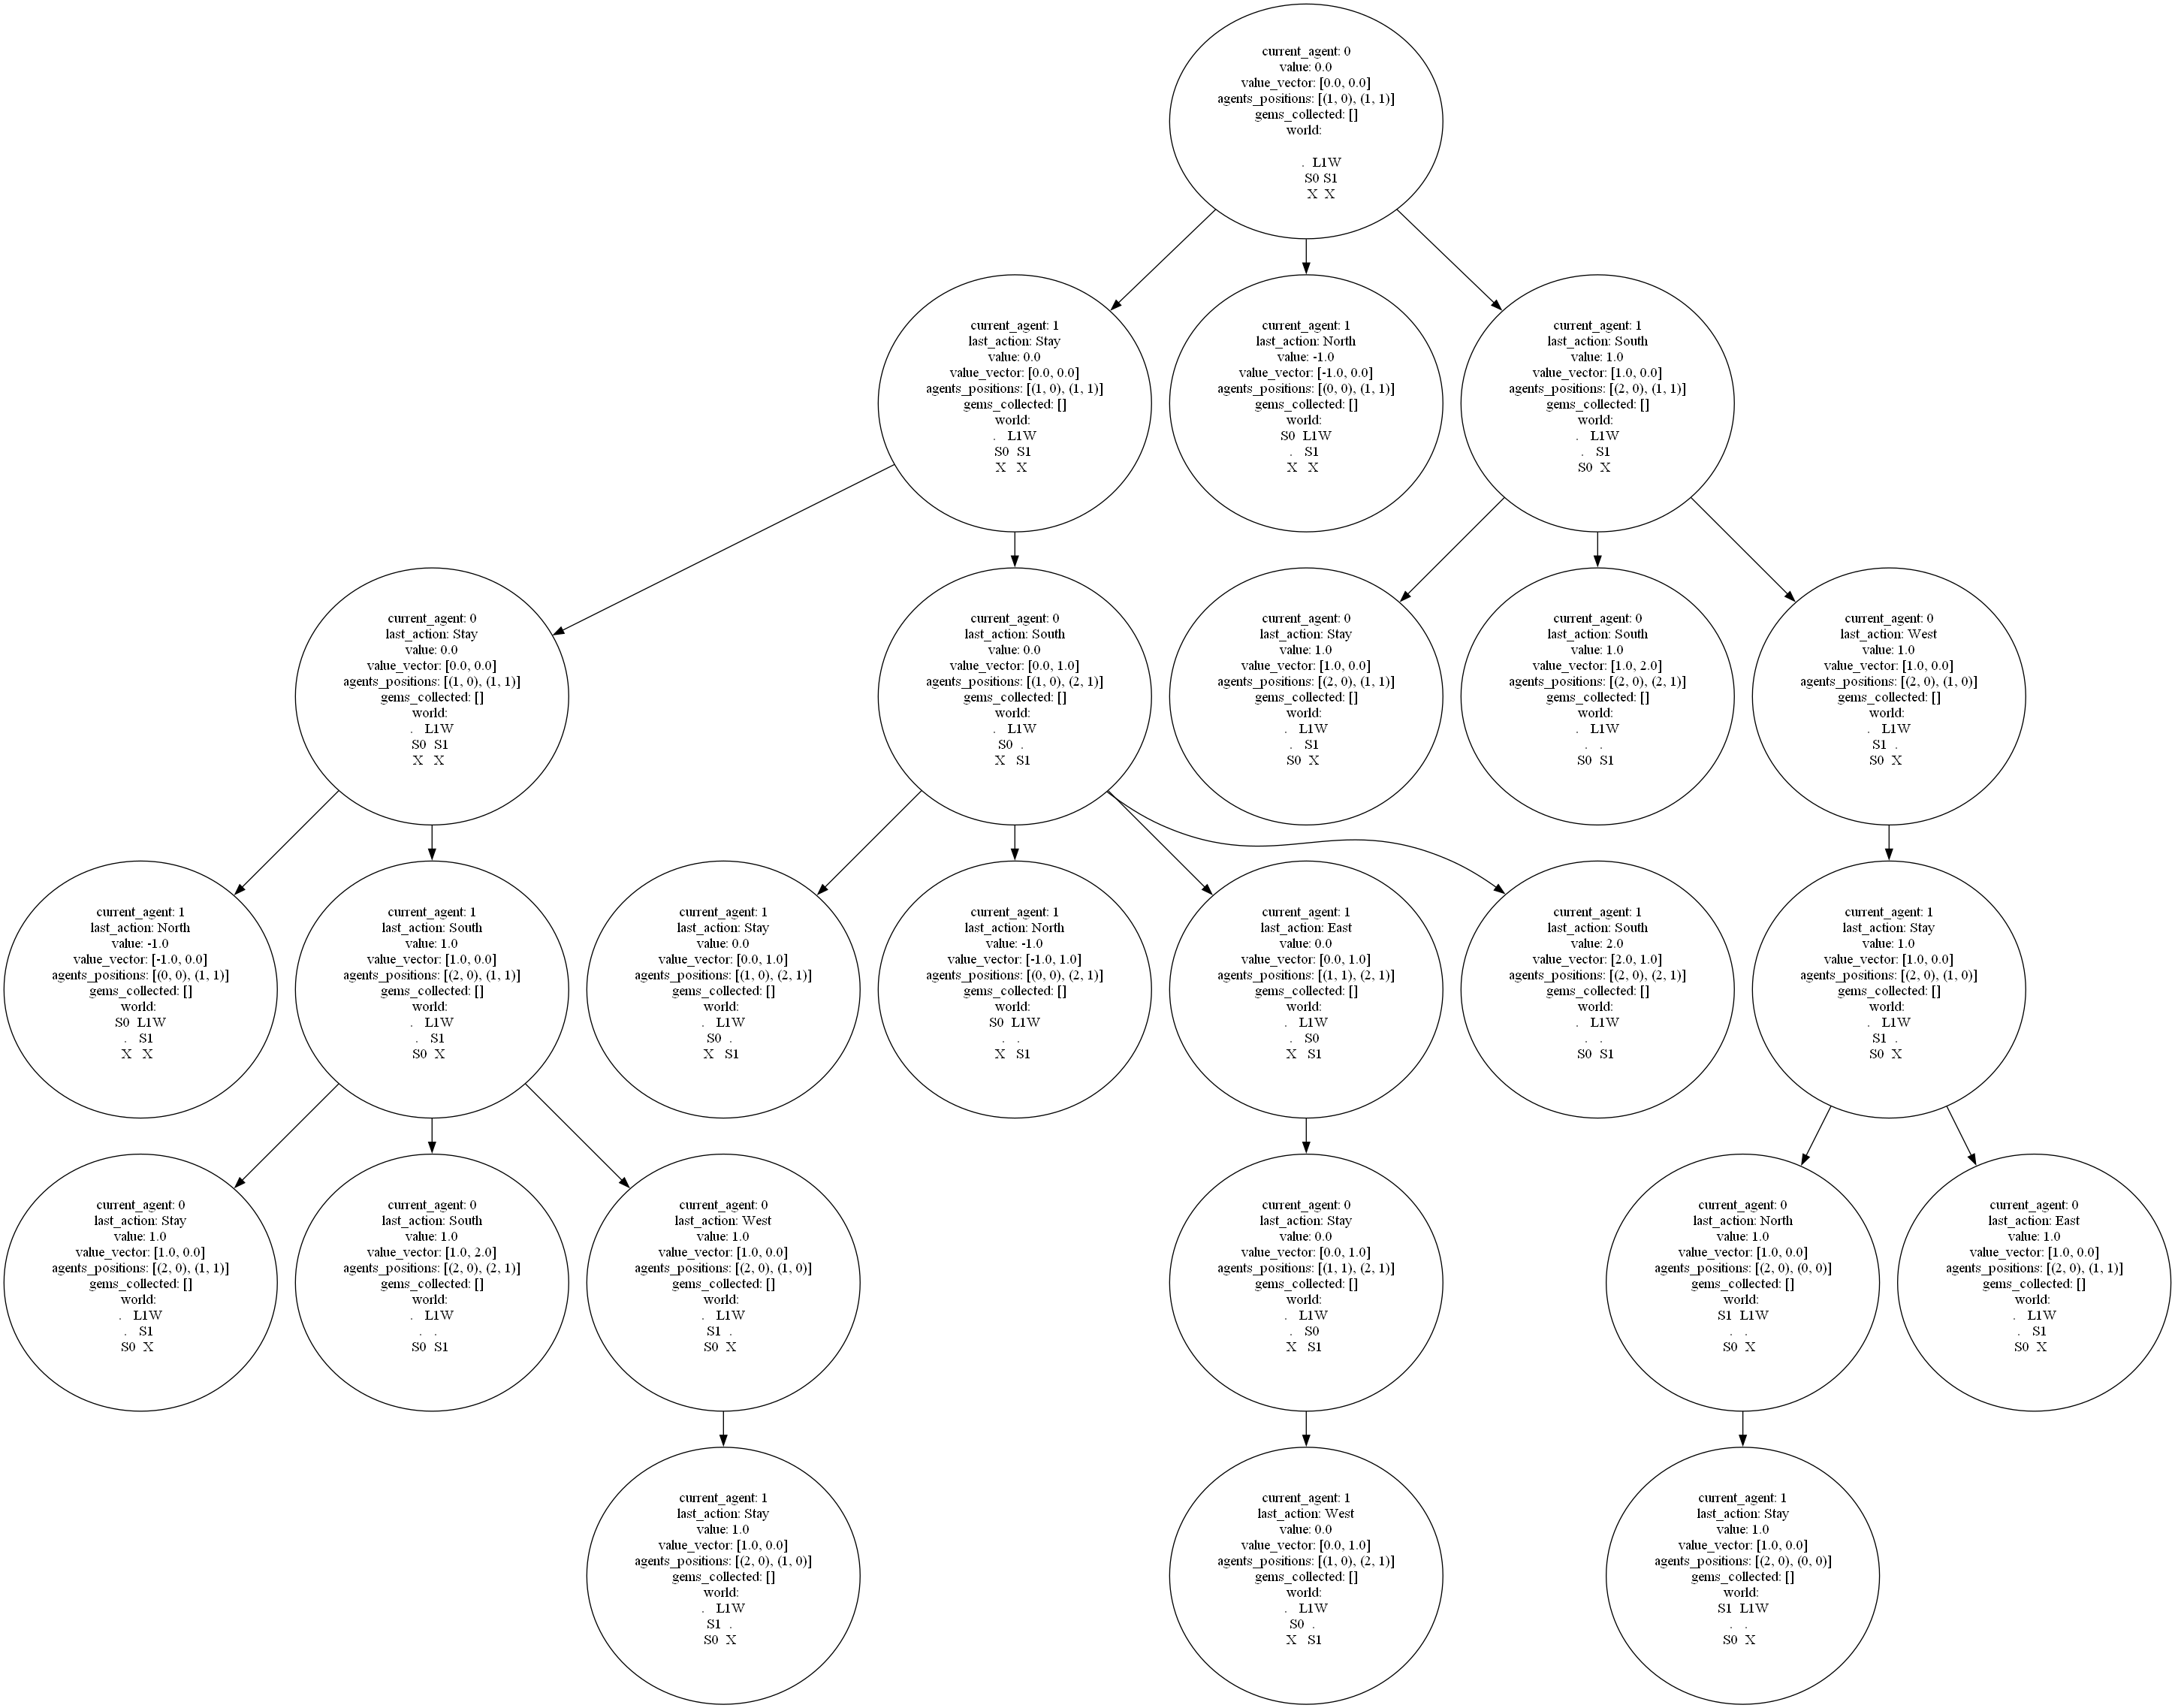 current_agent: 0
value: 0.0
value_vector: [0.0, 0.0]
agents_positions: [(1, 0), (1, 1)]
gems_collected: []
world:
. L1W
S0 S1
X X
current_agent: 1
last_action: Stay
value: 0.0
value_vector: [0.0, 0.0]
agents_positions: [(1, 0), (1, 1)]
gems_collected: []
world:
. L1W
S0 S1
X X
current_agent: 1
last_action: North
value: -1.0
value_vector: [-1.0, 0.0]
agents_positions: [(0, 0), (1, 1)]
gems_collected: []
world:
S0 L1W
. S1
X X
current_agent: 1
last_action: South
value: 1.0
value_vector: [1.0, 0.0]
agents_positions: [(2, 0), (1, 1)]
gems_collected: []
world:
. L1W
. S1
S0 X
current_agent: 0
last_action: Stay
value: 0.0
value_vector: [0.0, 0.0]
agents_positions: [(1, 0), (1, 1)]
gems_collected: []
world:
. L1W
S0 S1
X X
current_agent: 0
last_action: South
value: 0.0
value_vector: [0.0, 1.0]
agents_positions: [(1, 0), (2, 1)]
gems_collected: []
world:
. L1W
S0 .
X S1
current_agent: 0
last_action: Stay
value: 1.0
value_vector: [1.0, 0.0]
agents_positions: [(2, 0), (1, 1)]
gems_collected: []
world:
. L1W
. S1
S0 X
current_agent: 0
last_action: South
value: 1.0
value_vector: [1.0, 2.0]
agents_positions: [(2, 0), (2, 1)]
gems_collected: []
world:
. L1W
. .
S0 S1
current_agent: 0
last_action: West
value: 1.0
value_vector: [1.0, 0.0]
agents_positions: [(2, 0), (1, 0)]
gems_collected: []
world:
. L1W
S1 .
S0 X
current_agent: 1
last_action: North
value: -1.0
value_vector: [-1.0, 0.0]
agents_positions: [(0, 0), (1, 1)]
gems_collected: []
world:
S0 L1W
. S1
X X
current_agent: 1
last_action: South
value: 1.0
value_vector: [1.0, 0.0]
agents_positions: [(2, 0), (1, 1)]
gems_collected: []
world:
. L1W
. S1
S0 X
current_agent: 1
last_action: Stay
value: 0.0
value_vector: [0.0, 1.0]
agents_positions: [(1, 0), (2, 1)]
gems_collected: []
world:
. L1W
S0 .
X S1
current_agent: 1
last_action: North
value: -1.0
value_vector: [-1.0, 1.0]
agents_positions: [(0, 0), (2, 1)]
gems_collected: []
world:
S0 L1W
. .
X S1
current_agent: 1
last_action: East
value: 0.0
value_vector: [0.0, 1.0]
agents_positions: [(1, 1), (2, 1)]
gems_collected: []
world:
. L1W
. S0
X S1
current_agent: 1
last_action: South
value: 2.0
value_vector: [2.0, 1.0]
agents_positions: [(2, 0), (2, 1)]
gems_collected: []
world:
. L1W
. .
S0 S1
current_agent: 1
last_action: Stay
value: 1.0
value_vector: [1.0, 0.0]
agents_positions: [(2, 0), (1, 0)]
gems_collected: []
world:
. L1W
S1 .
S0 X
current_agent: 0
last_action: Stay
value: 1.0
value_vector: [1.0, 0.0]
agents_positions: [(2, 0), (1, 1)]
gems_collected: []
world:
. L1W
. S1
S0 X
current_agent: 0
last_action: South
value: 1.0
value_vector: [1.0, 2.0]
agents_positions: [(2, 0), (2, 1)]
gems_collected: []
world:
. L1W
. .
S0 S1
current_agent: 0
last_action: West
value: 1.0
value_vector: [1.0, 0.0]
agents_positions: [(2, 0), (1, 0)]
gems_collected: []
world:
. L1W
S1 .
S0 X
current_agent: 0
last_action: Stay
value: 0.0
value_vector: [0.0, 1.0]
agents_positions: [(1, 1), (2, 1)]
gems_collected: []
world:
. L1W
. S0
X S1
current_agent: 0
last_action: North
value: 1.0
value_vector: [1.0, 0.0]
agents_positions: [(2, 0), (0, 0)]
gems_collected: []
world:
S1 L1W
. .
S0 X
current_agent: 0
last_action: East
value: 1.0
value_vector: [1.0, 0.0]
agents_positions: [(2, 0), (1, 1)]
gems_collected: []
world:
. L1W
. S1
S0 X
current_agent: 1
last_action: Stay
value: 1.0
value_vector: [1.0, 0.0]
agents_positions: [(2, 0), (1, 0)]
gems_collected: []
world:
. L1W
S1 .
S0 X
current_agent: 1
last_action: West
value: 0.0
value_vector: [0.0, 1.0]
agents_positions: [(1, 0), (2, 1)]
gems_collected: []
world:
. L1W
S0 .
X S1
current_agent: 1
last_action: Stay
value: 1.0
value_vector: [1.0, 0.0]
agents_positions: [(2, 0), (0, 0)]
gems_collected: []
world:
S1 L1W
. .
S0 X